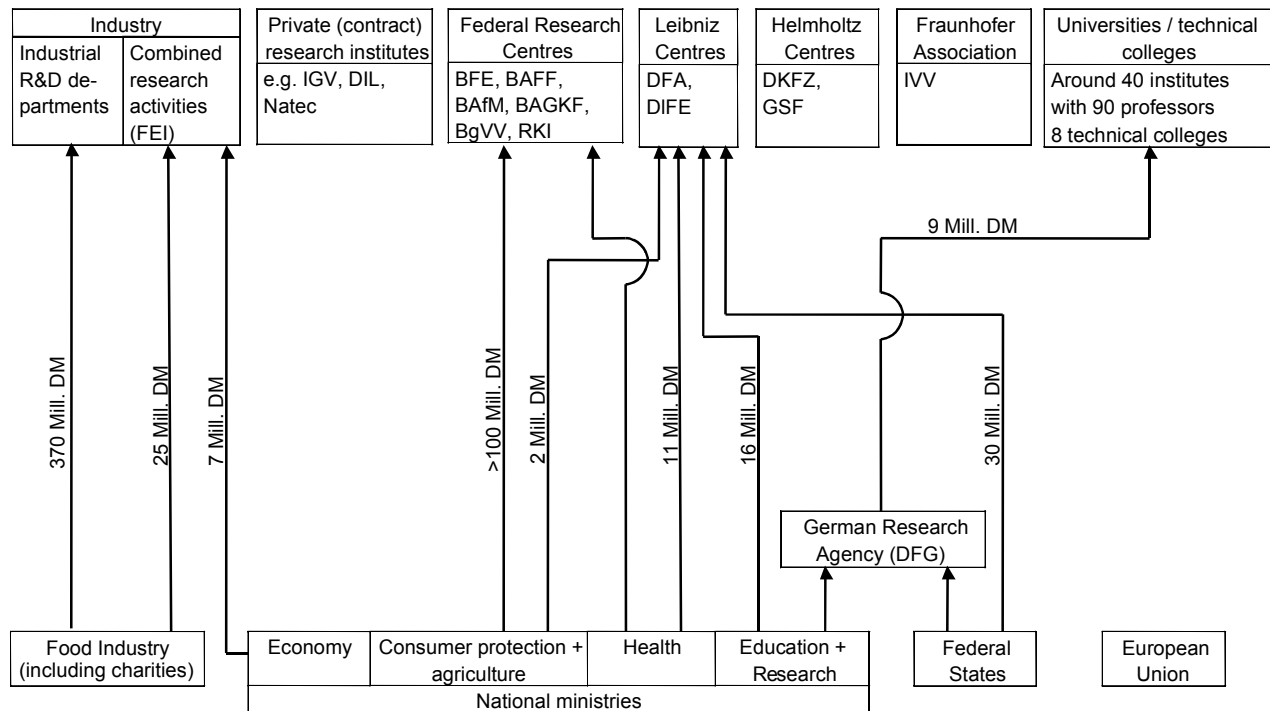 Industry
Industrial
R&D de-
partments
Combined
research
activities
(FEI)
Private (contract)
research institutes
e.g. IGV, DIL,
Natec
Federal Research
Centres
BFE, BAFF,
BAfM, BAGKF,
BgVV, RKI
Leibniz
Centres
DFA,
DIFE
Helmholtz
Centres
DKFZ,
GSF
Fraunhofer
Association
IVV
Universities / technical
colleges
Around 40 institutes
with 90 professors
8 technical colleges
9 Mill. DM
370 Mill. DM
25 Mill. DM
7 Mill. DM
>100 Mill. DM
2 Mill. DM
11 Mill. DM
16 Mill. DM
30 Mill. DM
German Research
Agency (DFG)
Food Industry
(including charities)
Economy
Consumer protection +
agriculture
Health
Education +
Research
National ministries
Federal
States
European
Union